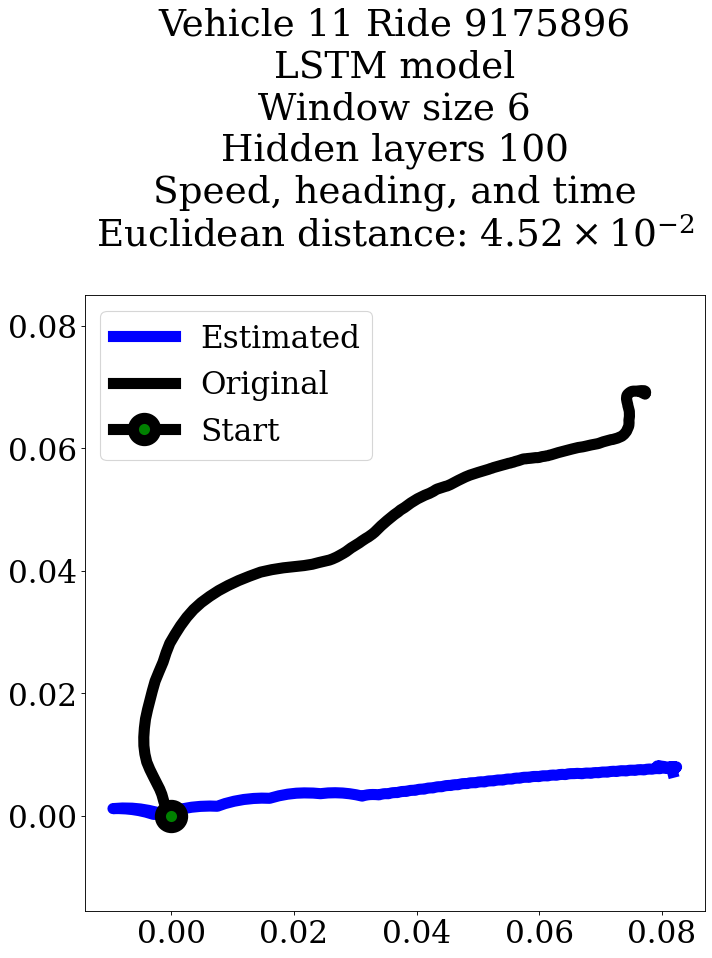 Vehicle 11 Ride 9175896
LSTM model
Window size 6
Hidden layers 100
Speed, heading, and time
Euclidean distance: 4.52 × 10⁻²
Estimated
Original
Start
0.08
0.06
0.04
0.02
0.00
0.00 0.02 0.04 0.06 0.08